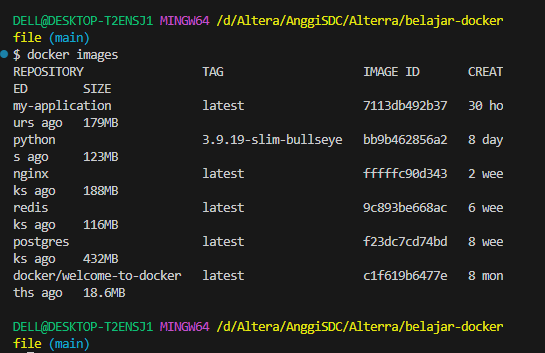 DELL@DESKTOP-T2ENSJ1 MINGW64 /d/Altera/AnggiSDC/Alterra/belajar-docker
file (main)
$ docker images
REPOSITORY                 TAG                    IMAGE ID       CREAT
ED       SIZE
my-application             latest                 7113db492b37   30 ho
urs ago   179MB
python                     3.9.19-slim-bullseye   bb9b462856a2   8 day
s ago    123MB
nginx                      latest                 fffffc90d343   2 wee
ks ago   188MB
redis                      latest                 9c893be668ac   6 wee
ks ago   116MB
postgres                   latest                 f23dc7cd74bd   8 wee
ks ago   432MB
docker/welcome-to-docker   latest                 c1f619b6477e   8 mon
ths ago   18.6MB
DELL@DESKTOP-T2ENSJ1 MINGW64 /d/Altera/AnggiSDC/Alterra/belajar-docker
file (main)